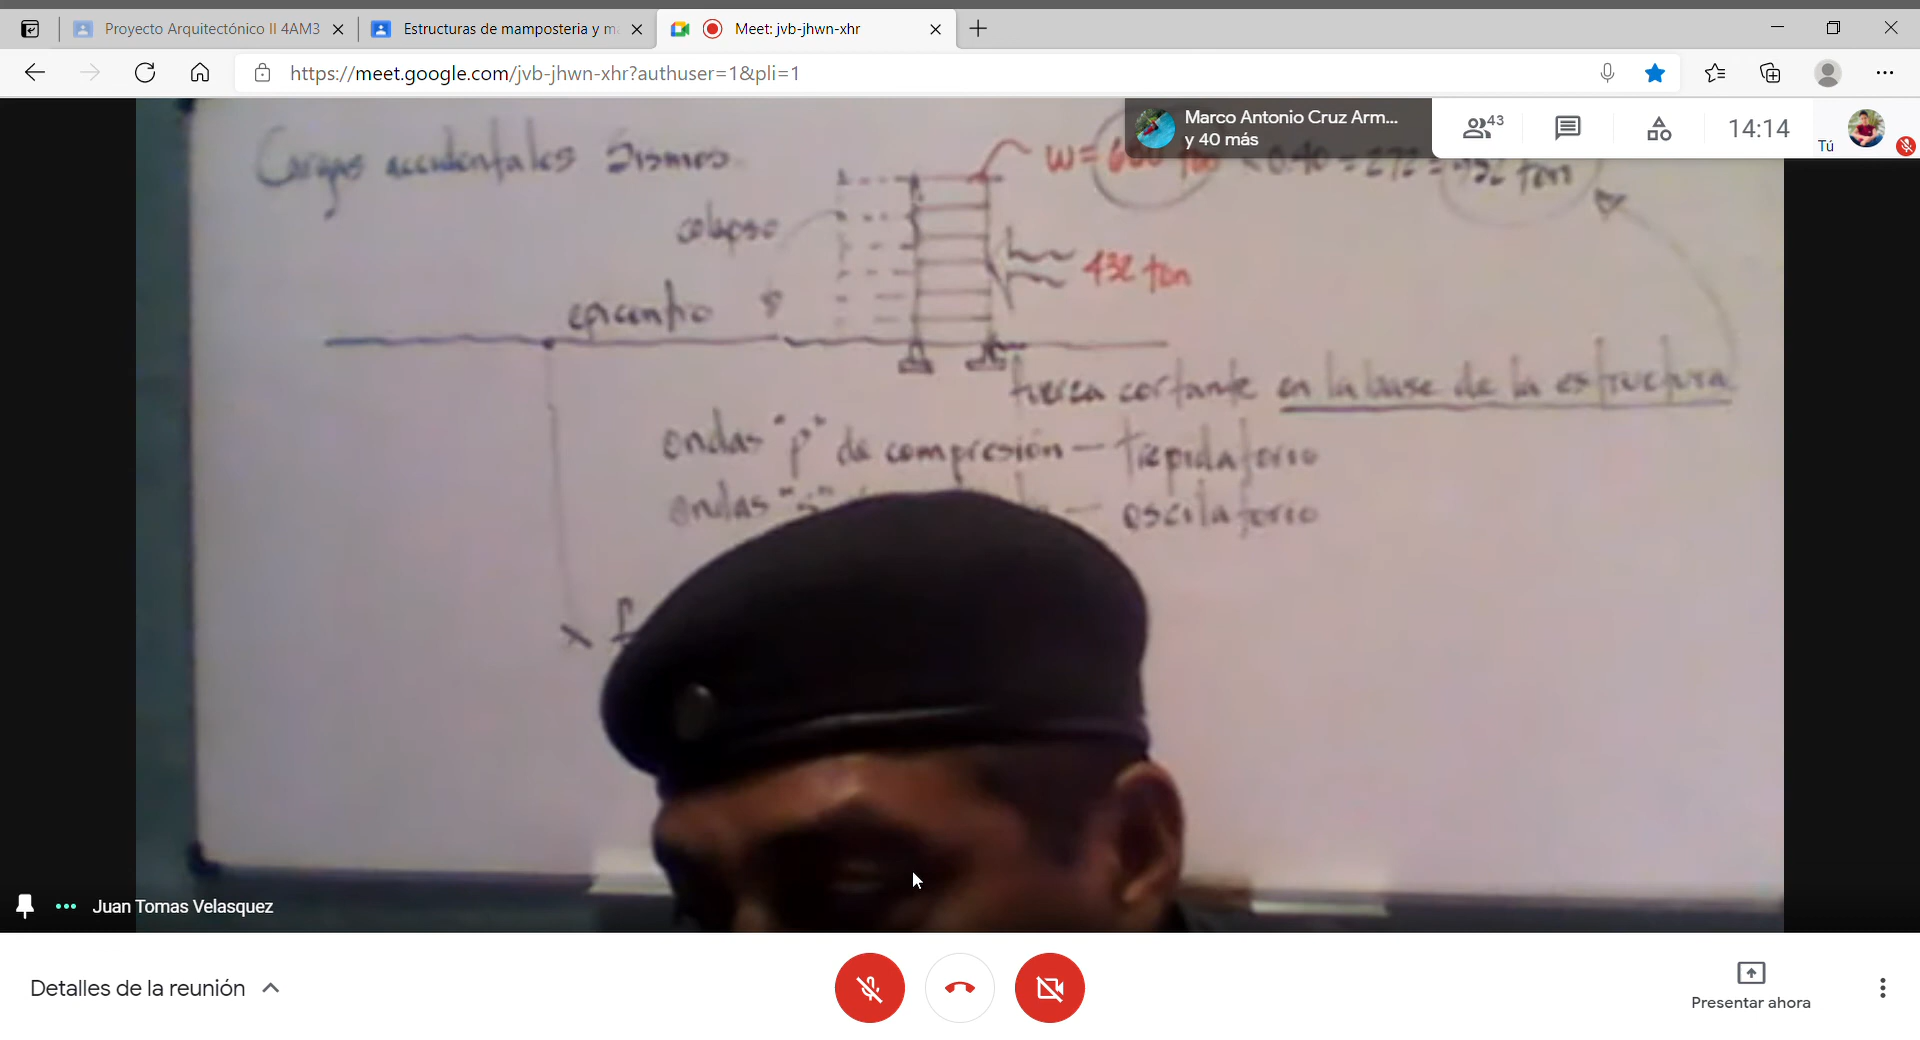 Proyecto Arquitectónico II 4AM3
Estructuras de mamposteria y m
Meet: jvb-jhwn-xhr
https://meet.google.com/jvb-jhwn-xhr?authuser=1&pli=1
Marco Antonio Cruz Arm...
y 40 más
43
14:14
Tú
Cargas accidentales Sismos
W= ton
ton
colapso
432 ton
epicentro
fuerza cortante en la base de la estructura
ondas "p" de compresión — trepidatorio
ondas "s" — oscilatorio
x f
Juan Tomas Velasquez
Detalles de la reunión
Presentar ahora